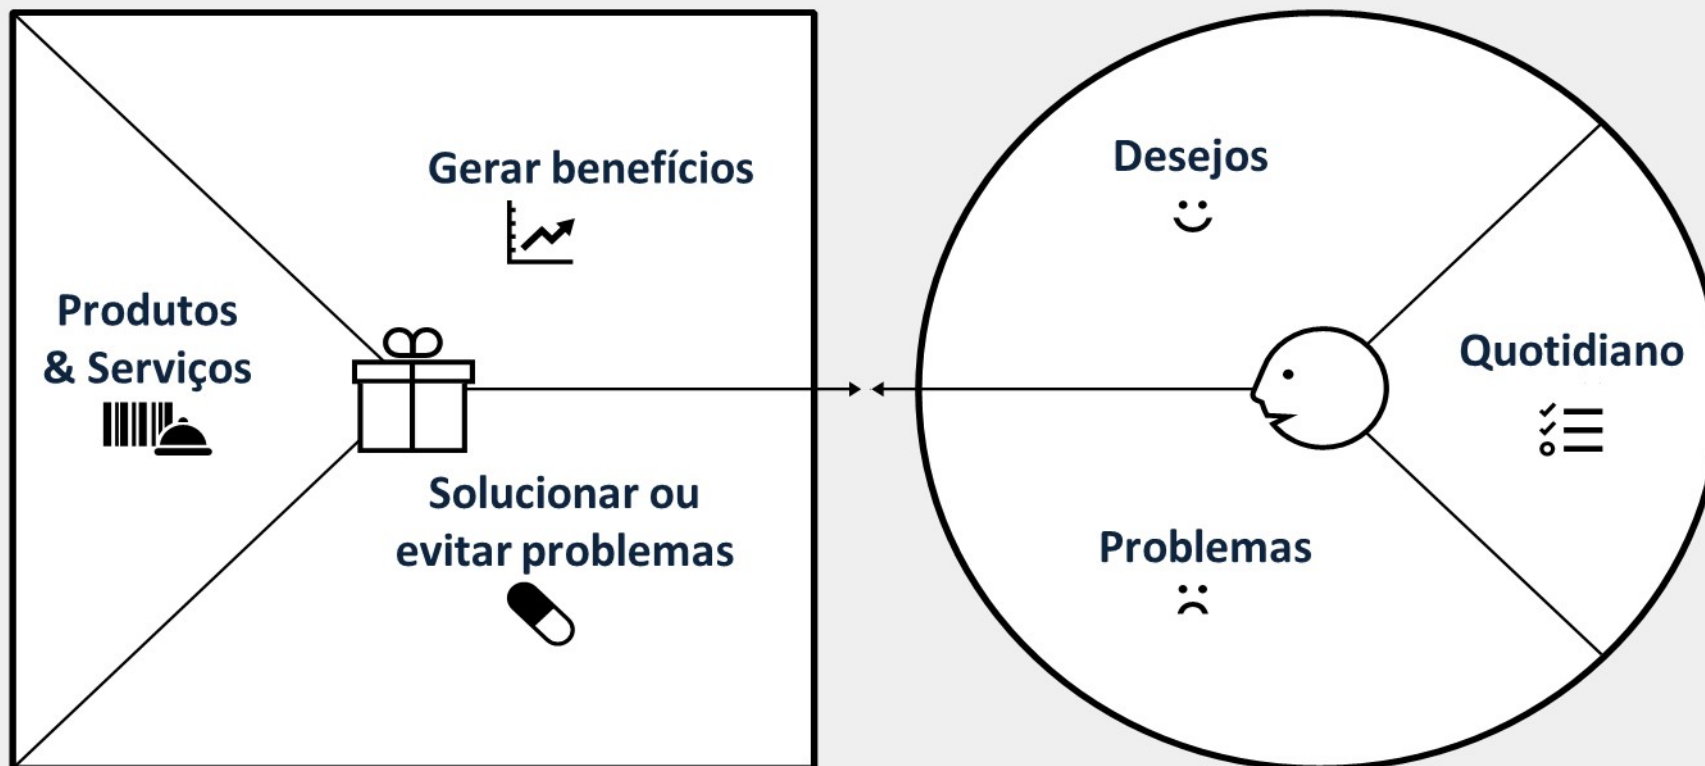 Gerar benefícios
Produtos
& Serviços
Solucionar ou
evitar problemas
Desejos
Quotidiano
Problemas